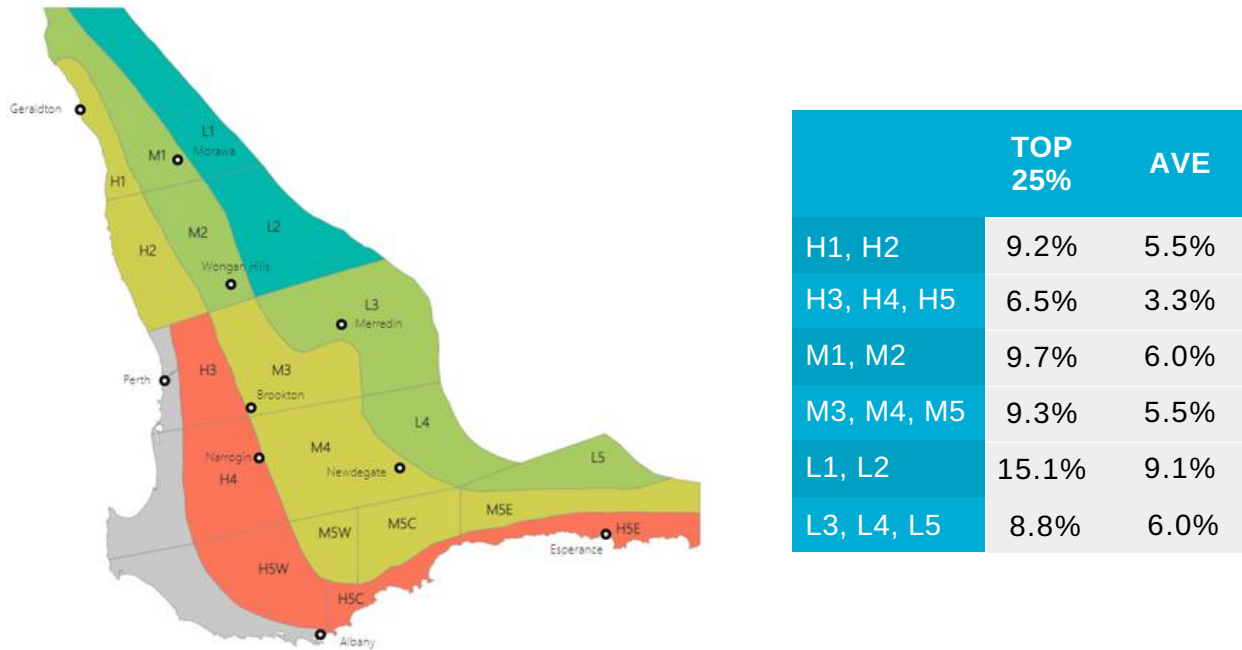 Geraldton
L1
Morawa
M1
H1
L2
M2
H2
Wongan Hills
L3
Merredin
H3
M3
Perth
Brookton
L4
M4
Narrogin
Newdegate
H4
L5
M5E
M5C
M5W
H5E
Esperance
H5W
H5C
Albany
TOP 25% AVE
H1, H2 9.2% 5.5%
H3, H4, H5 6.5% 3.3%
M1, M2 9.7% 6.0%
M3, M4, M5 9.3% 5.5%
L1, L2 15.1% 9.1%
L3, L4, L5 8.8% 6.0%